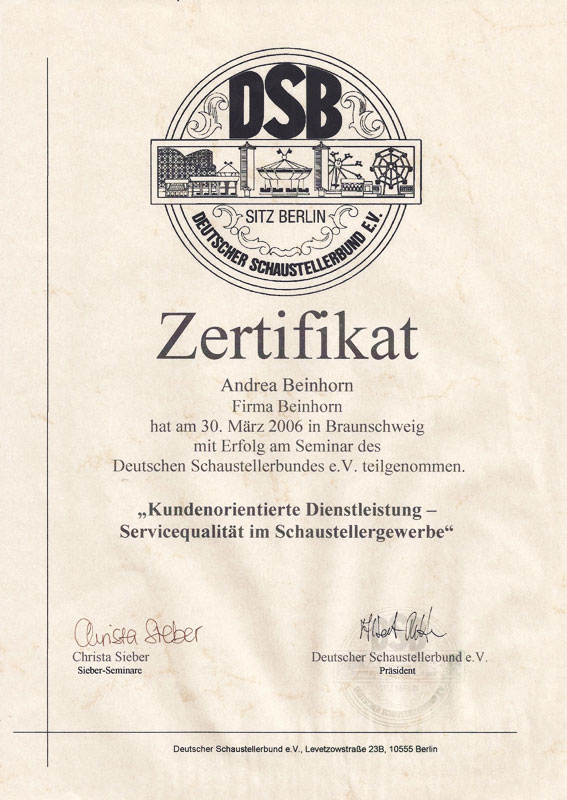 DSB
SITZ BERLIN
DEUTSCHER SCHAUSTELLERBUND E.V.
Zertifikat
Andrea Beinhorn
Firma Beinhorn
hat am 30. März 2006 in Braunschweig
mit Erfolg am Seminar des
Deutschen Schaustellerbundes e.V. teilgenommen.
„Kundenorientierte Dienstleistung –
Servicequalität im Schaustellergewerbe“
Christa Sieber
Christa Sieber
Sieber-Seminare
Deutscher Schaustellerbund e.V.
Präsident
Deutscher Schaustellerbund e.V., Levetzowstraße 23B, 10555 Berlin